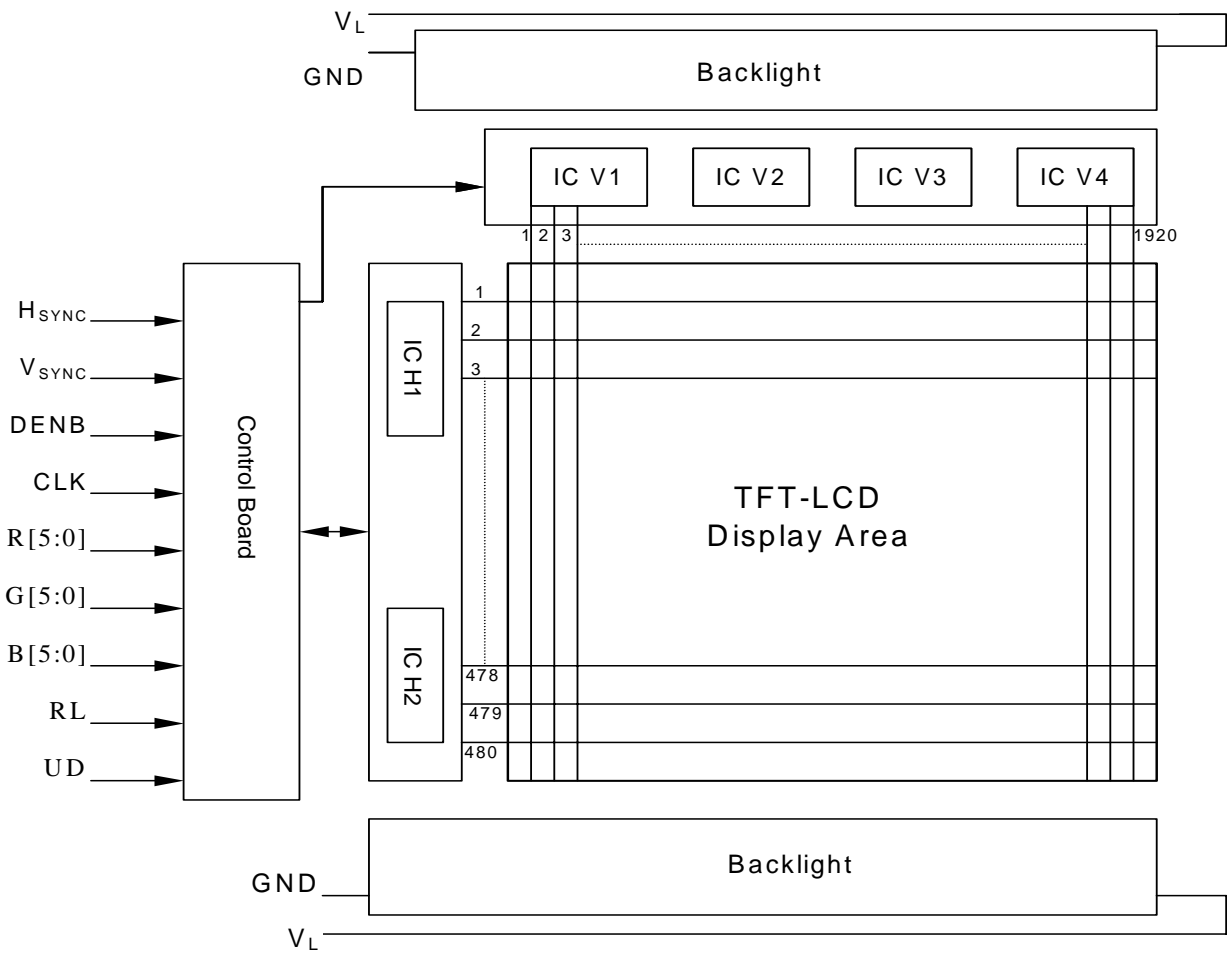 VL
GND
Backlight
IC V1
IC V2
IC V3
IC V4
1 2 3
1920
HSYNC
VSYNC
DENB
CLK
R[5:0]
G[5:0]
B[5:0]
RL
UD
Control Board
IC H1
IC H2
1
2
3
478
479
480
TFT-LCD
Display Area
Backlight
GND
VL